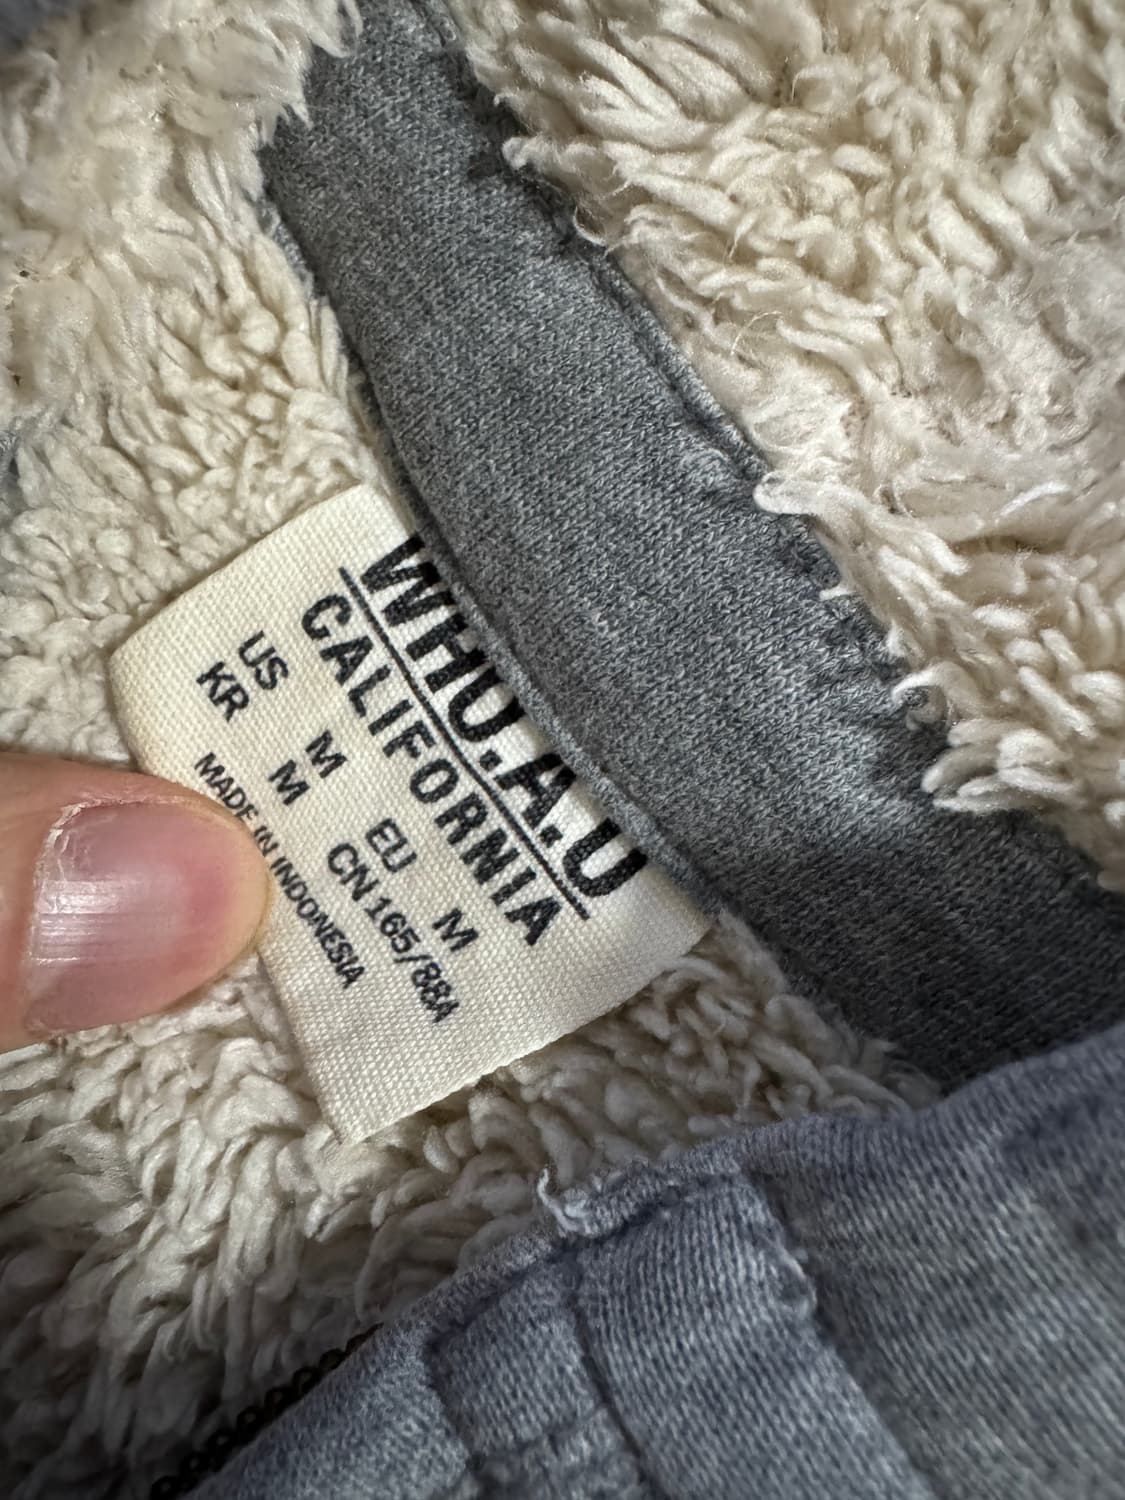 WHO.A.U
CALIFORNIA
US M EU M
KR M CN 165/88A
MADE IN INDONESIA